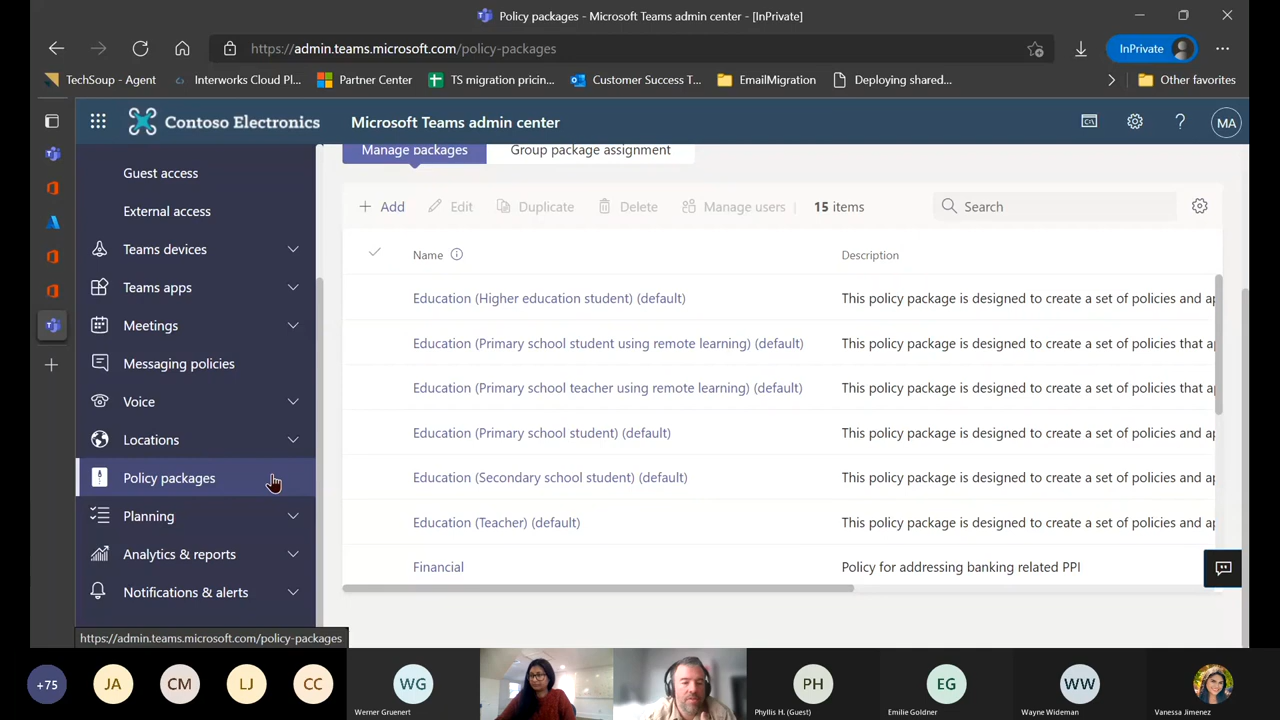 Policy packages - Microsoft Teams admin center - [InPrivate]
https://admin.teams.microsoft.com/policy-packages
InPrivate
TechSoup - Agent
Interworks Cloud Pl...
Partner Center
TS migration pricin...
Customer Success T...
EmailMigration
Deploying shared...
Other favorites
Contoso Electronics
Microsoft Teams admin center
MA
Guest access
External access
Teams devices
Teams apps
Meetings
Messaging policies
Voice
Locations
Policy packages
Planning
Analytics & reports
Notifications & alerts
https://admin.teams.microsoft.com/policy-packages
Manage packages
Group package assignment
+ Add
Edit
Duplicate
Delete
Manage users
15 items
Search
Name
Description
Education (Higher education student) (default)
This policy package is designed to create a set of policies and ap
Education (Primary school student using remote learning) (default)
This policy package is designed to create a set of policies that ap
Education (Primary school teacher using remote learning) (default)
This policy package is designed to create a set of policies that ap
Education (Primary school student) (default)
This policy package is designed to create a set of policies and ap
Education (Secondary school student) (default)
This policy package is designed to create a set of policies and ap
Education (Teacher) (default)
This policy package is designed to create a set of policies and ap
Financial
Policy for addressing banking related PPI
+75
JA
CM
LJ
CC
WG
Werner Gruenert
PH
Phyllis H. (Guest)
EG
Emilie Goldner
WW
Wayne Wideman
Vanessa Jimenez